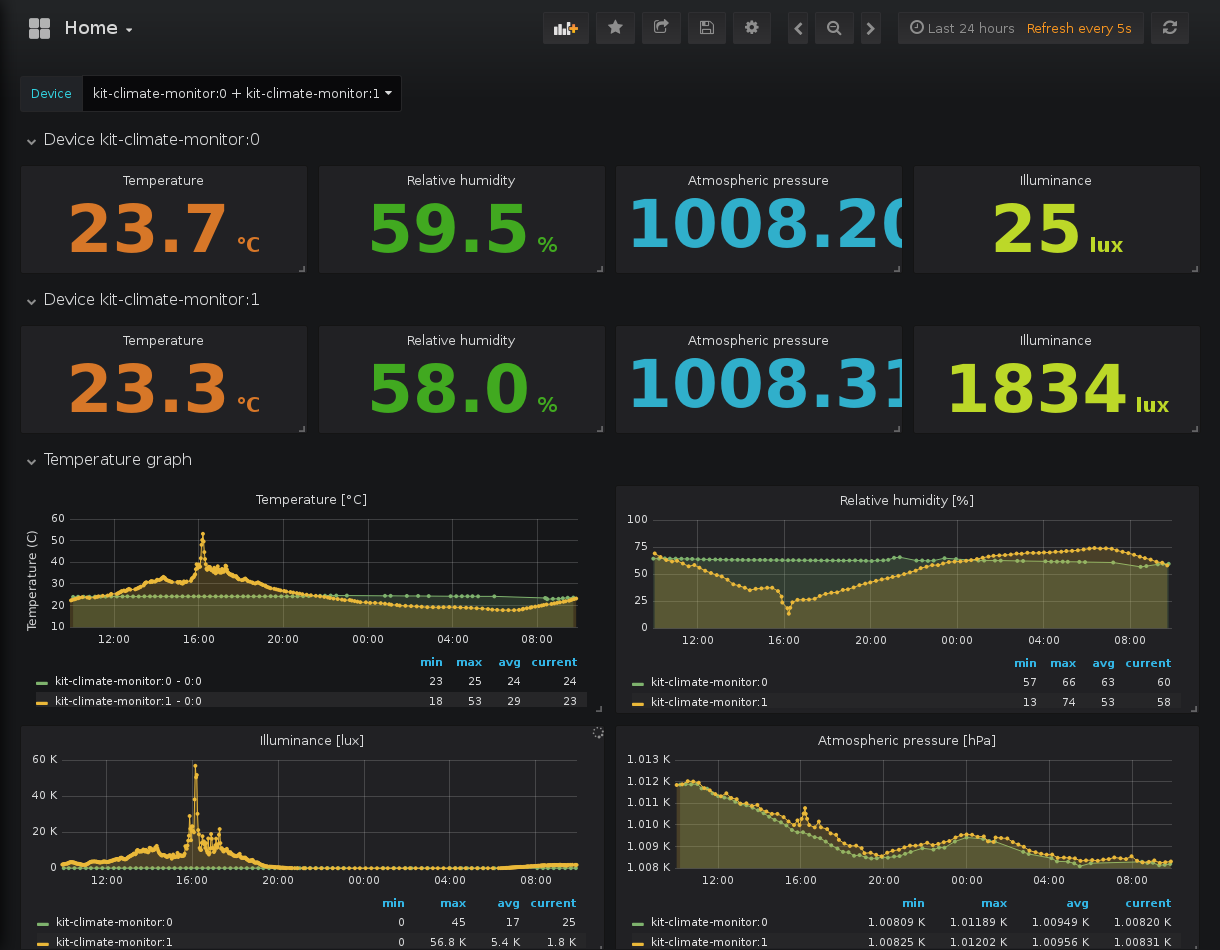 Home
Last 24 hours Refresh every 5s
Device kit-climate-monitor:0 + kit-climate-monitor:1
Device kit-climate-monitor:0
Temperature Relative humidity Atmospheric pressure Illuminance
23.7 °C 59.5 % 1008.20 25 lux
Device kit-climate-monitor:1
Temperature Relative humidity Atmospheric pressure Illuminance
23.3 °C 58.0 % 1008.31 1834 lux
Temperature graph
Temperature [°C]
Temperature (C)
60
50
40
30
20
10
12:00 16:00 20:00 00:00 04:00 08:00
min max avg current
kit-climate-monitor:0 - 0:0 23 25 24 24
kit-climate-monitor:1 - 0:0 18 53 29 23
Relative humidity [%]
100
75
50
25
0
12:00 16:00 20:00 00:00 04:00 08:00
min max avg current
kit-climate-monitor:0 57 66 63 60
kit-climate-monitor:1 13 74 53 58
Illuminance [lux]
60 K
40 K
20 K
0
12:00 16:00 20:00 00:00 04:00 08:00
min max avg current
kit-climate-monitor:0 0 45 17 25
kit-climate-monitor:1 0 56.8 K 5.4 K 1.8 K
Atmospheric pressure [hPa]
1.013 K
1.012 K
1.011 K
1.010 K
1.009 K
1.008 K
12:00 16:00 20:00 00:00 04:00 08:00
min max avg current
kit-climate-monitor:0 1.00809 K 1.01189 K 1.00949 K 1.00820 K
kit-climate-monitor:1 1.00825 K 1.01202 K 1.00956 K 1.00831 K